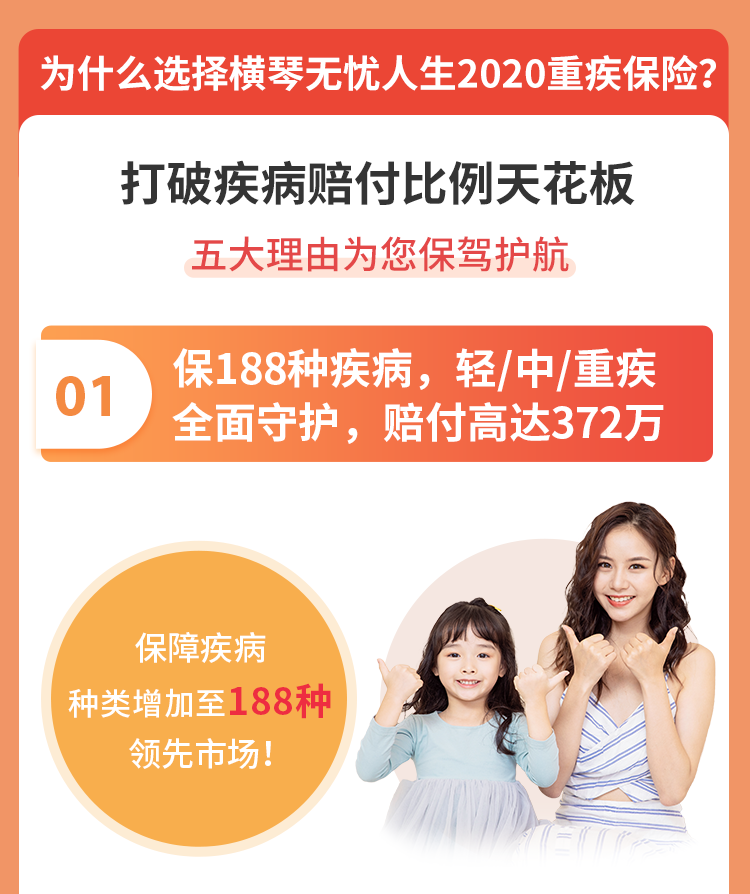 为什么选择横琴无忧人生2020重疾保险?
打破疾病赔付比例天花板
五大理由为您保驾护航
01
保188种疾病，轻/中/重疾
全面守护，赔付高达372万
保障疾病
种类增加至188种
领先市场!